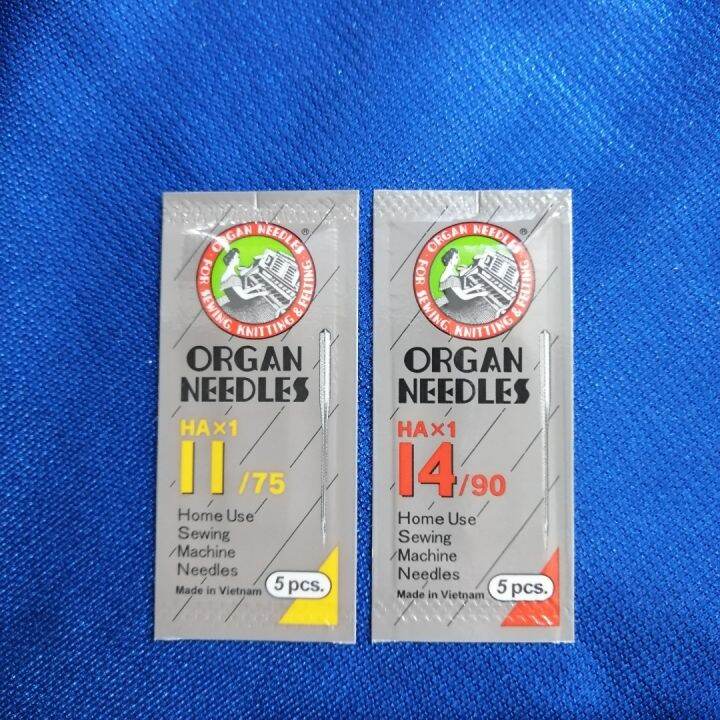 ORGAN NEEDLES
®
FOR SEWING, KNITTING & FELTING
ORGAN
NEEDLES
HA×1
11/75
Home Use
Sewing
Machine
Needles
Made in Vietnam
5 pcs.
ORGAN NEEDLES
®
FOR SEWING, KNITTING & FELTING
ORGAN
NEEDLES
HA×1
14/90
Home Use
Sewing
Machine
Needles
Made in Vietnam
5 pcs.